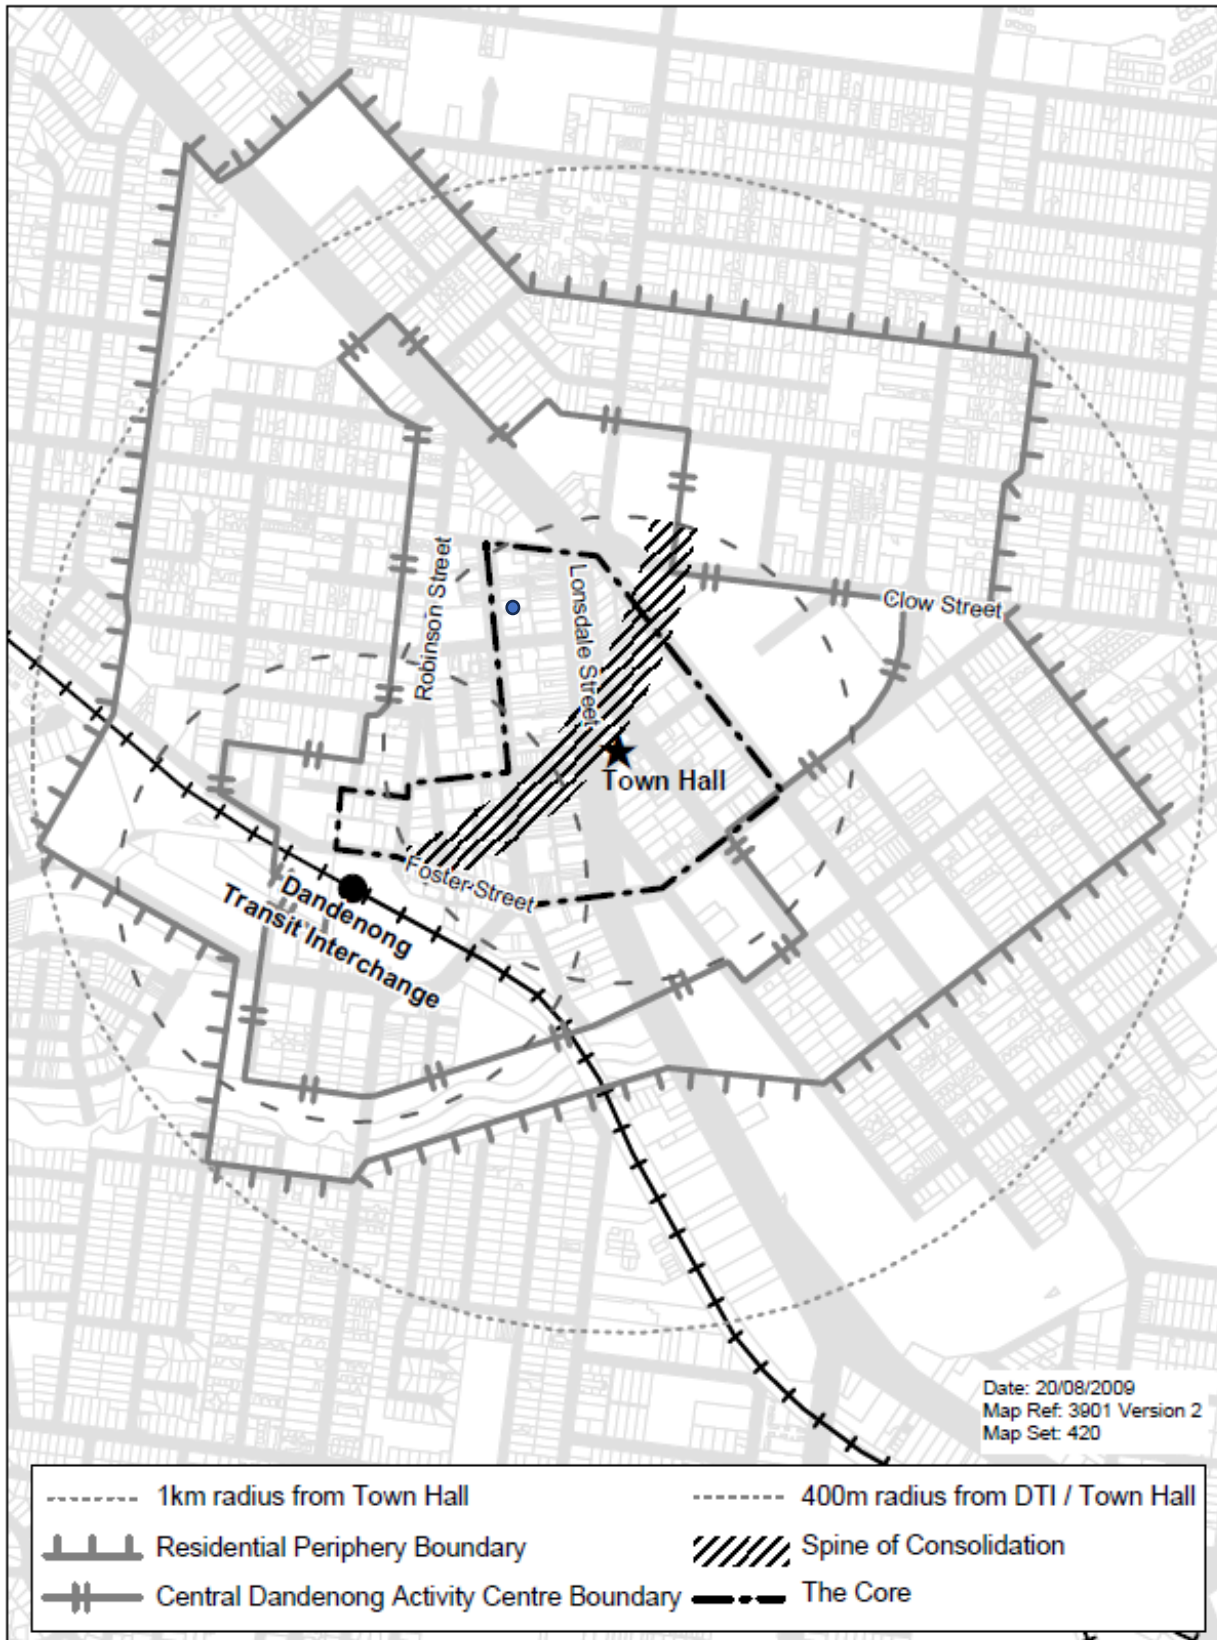 Robinson Street
Lonsdale Street
Clow Street
Town Hall
Foster Street
Dandenong
Transit Interchange
Date: 20/08/2009
Map Ref: 3901 Version 2
Map Set: 420
1km radius from Town Hall
400m radius from DTI / Town Hall
Residential Periphery Boundary
Spine of Consolidation
Central Dandenong Activity Centre Boundary
The Core